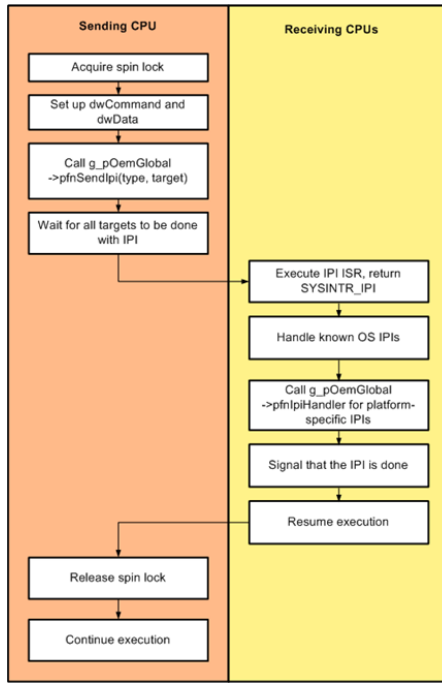 Sending CPU
Acquire spin lock
Set up dwCommand and
dwData
Call g_pOemGlobal
->pfnSendIpi(type, target)
Wait for all targets to be done
with IPI
Release spin lock
Continue execution
Receiving CPUs
Execute IPI ISR, return
SYSINTR_IPI
Handle known OS IPIs
Call g_pOemGlobal
->pfnIpiHandler for platform-
specific IPIs
Signal that the IPI is done
Resume execution